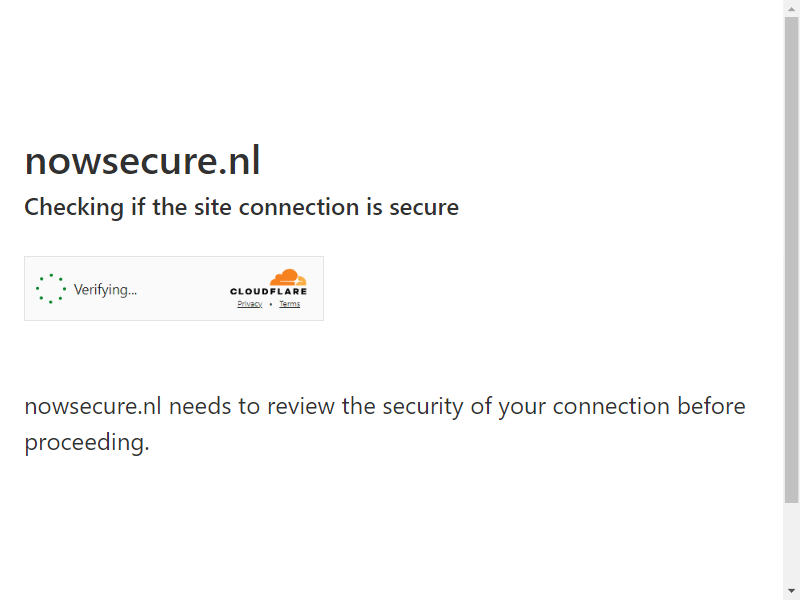 nowsecure.nl
Checking if the site connection is secure
Verifying...
CLOUDFLARE
Privacy • Terms
nowsecure.nl needs to review the security of your connection before
proceeding.